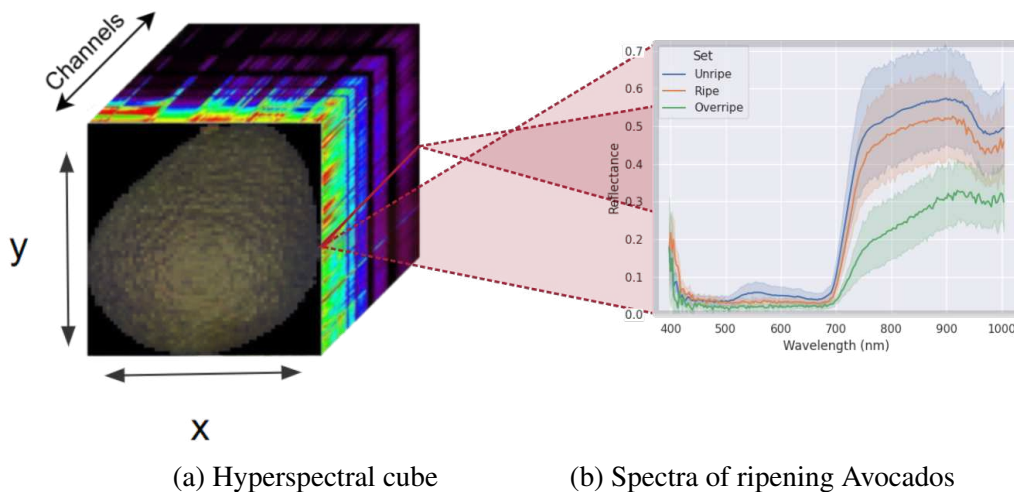 Channels
y
x
(a) Hyperspectral cube
Set
Unripe
Ripe
Overripe
Reflectance
0.7
0.6
0.5
0.4
0.3
0.2
0.1
0.0
400 500 600 700 800 900 1000
Wavelength (nm)
(b) Spectra of ripening Avocados